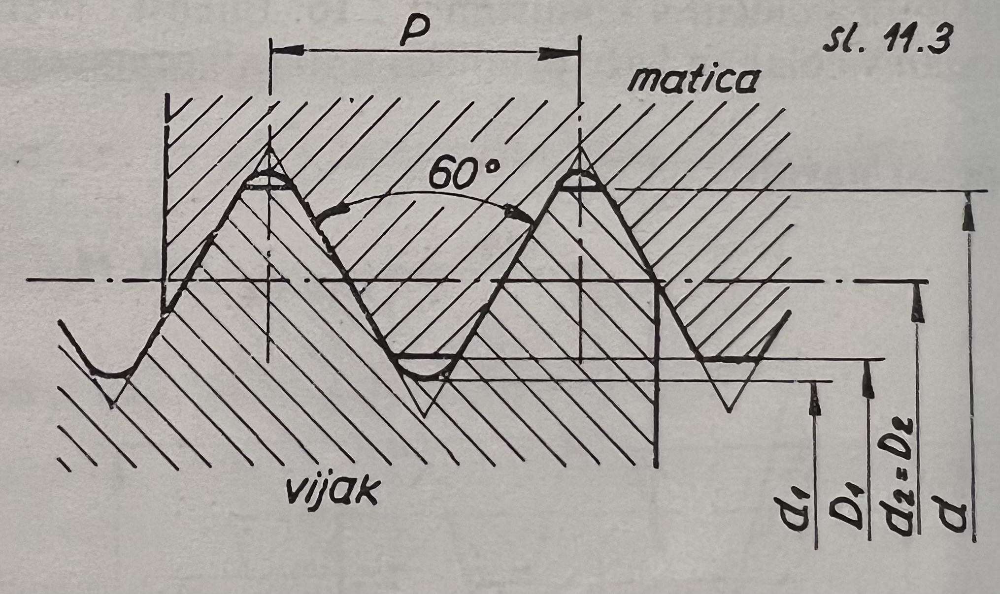 P
sl. 11.3
matica
60°
vijak
d₁
D₁
d₂=D₂
d